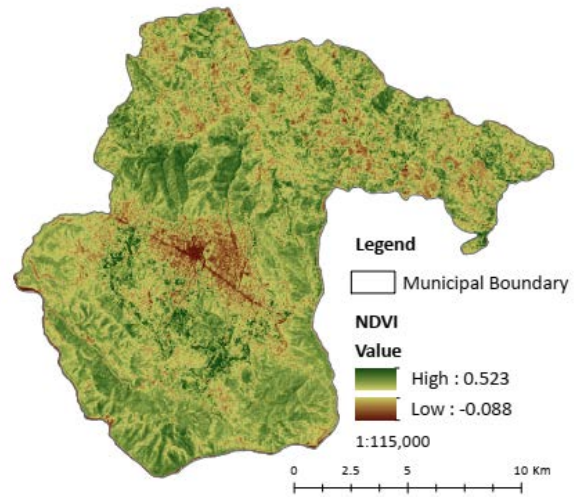 Legend
Municipal Boundary
NDVI
Value
High : 0.523
Low : -0.088
1:115,000
0 2.5 5 10 Km